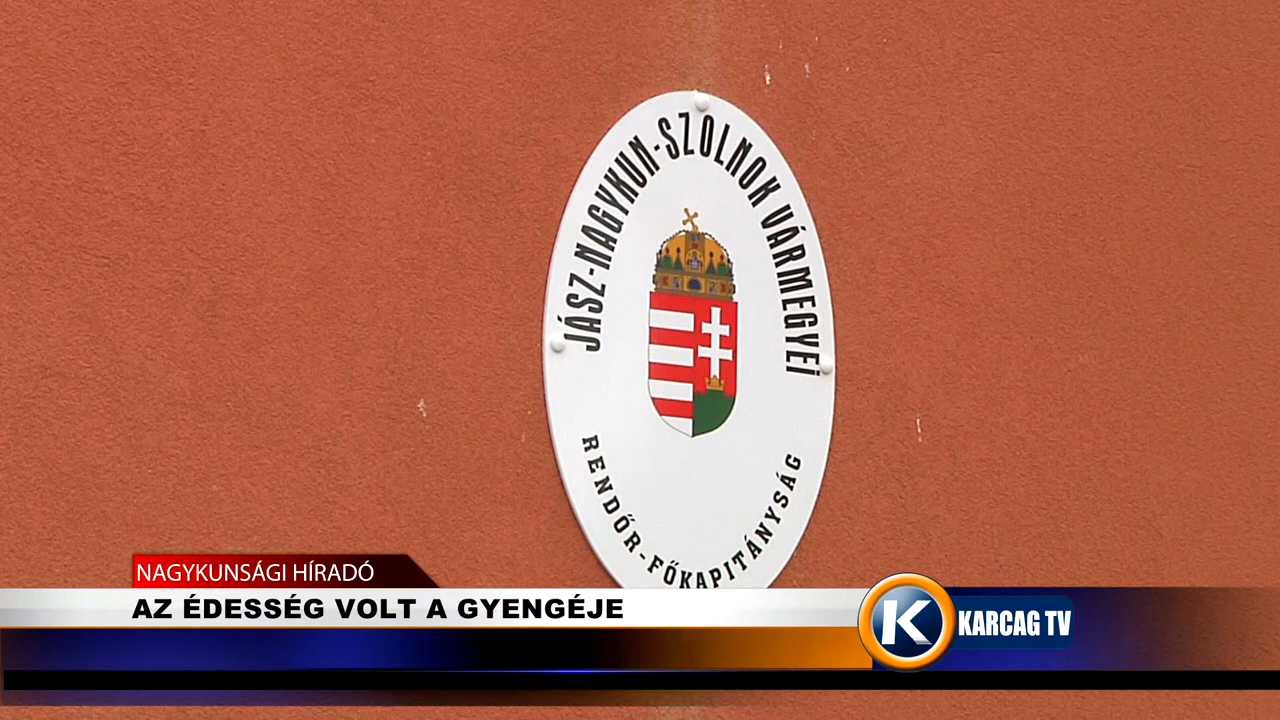 JÁSZ-NAGYKUN-SZOLNOK VÁRMEGYEI
RENDŐR-FŐKAPITÁNYSÁG
NAGYKUNSÁGI HÍRADÓ
AZ ÉDESSÉG VOLT A GYENGÉJE
K KARCAG TV